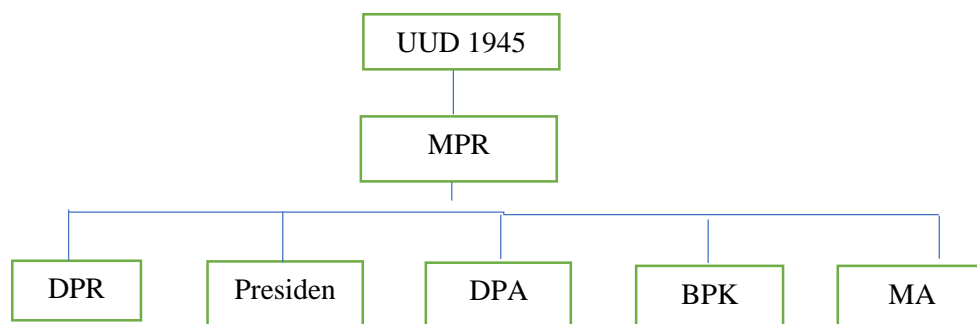 UUD 1945
MPR
DPR
Presiden
DPA
BPK
MA